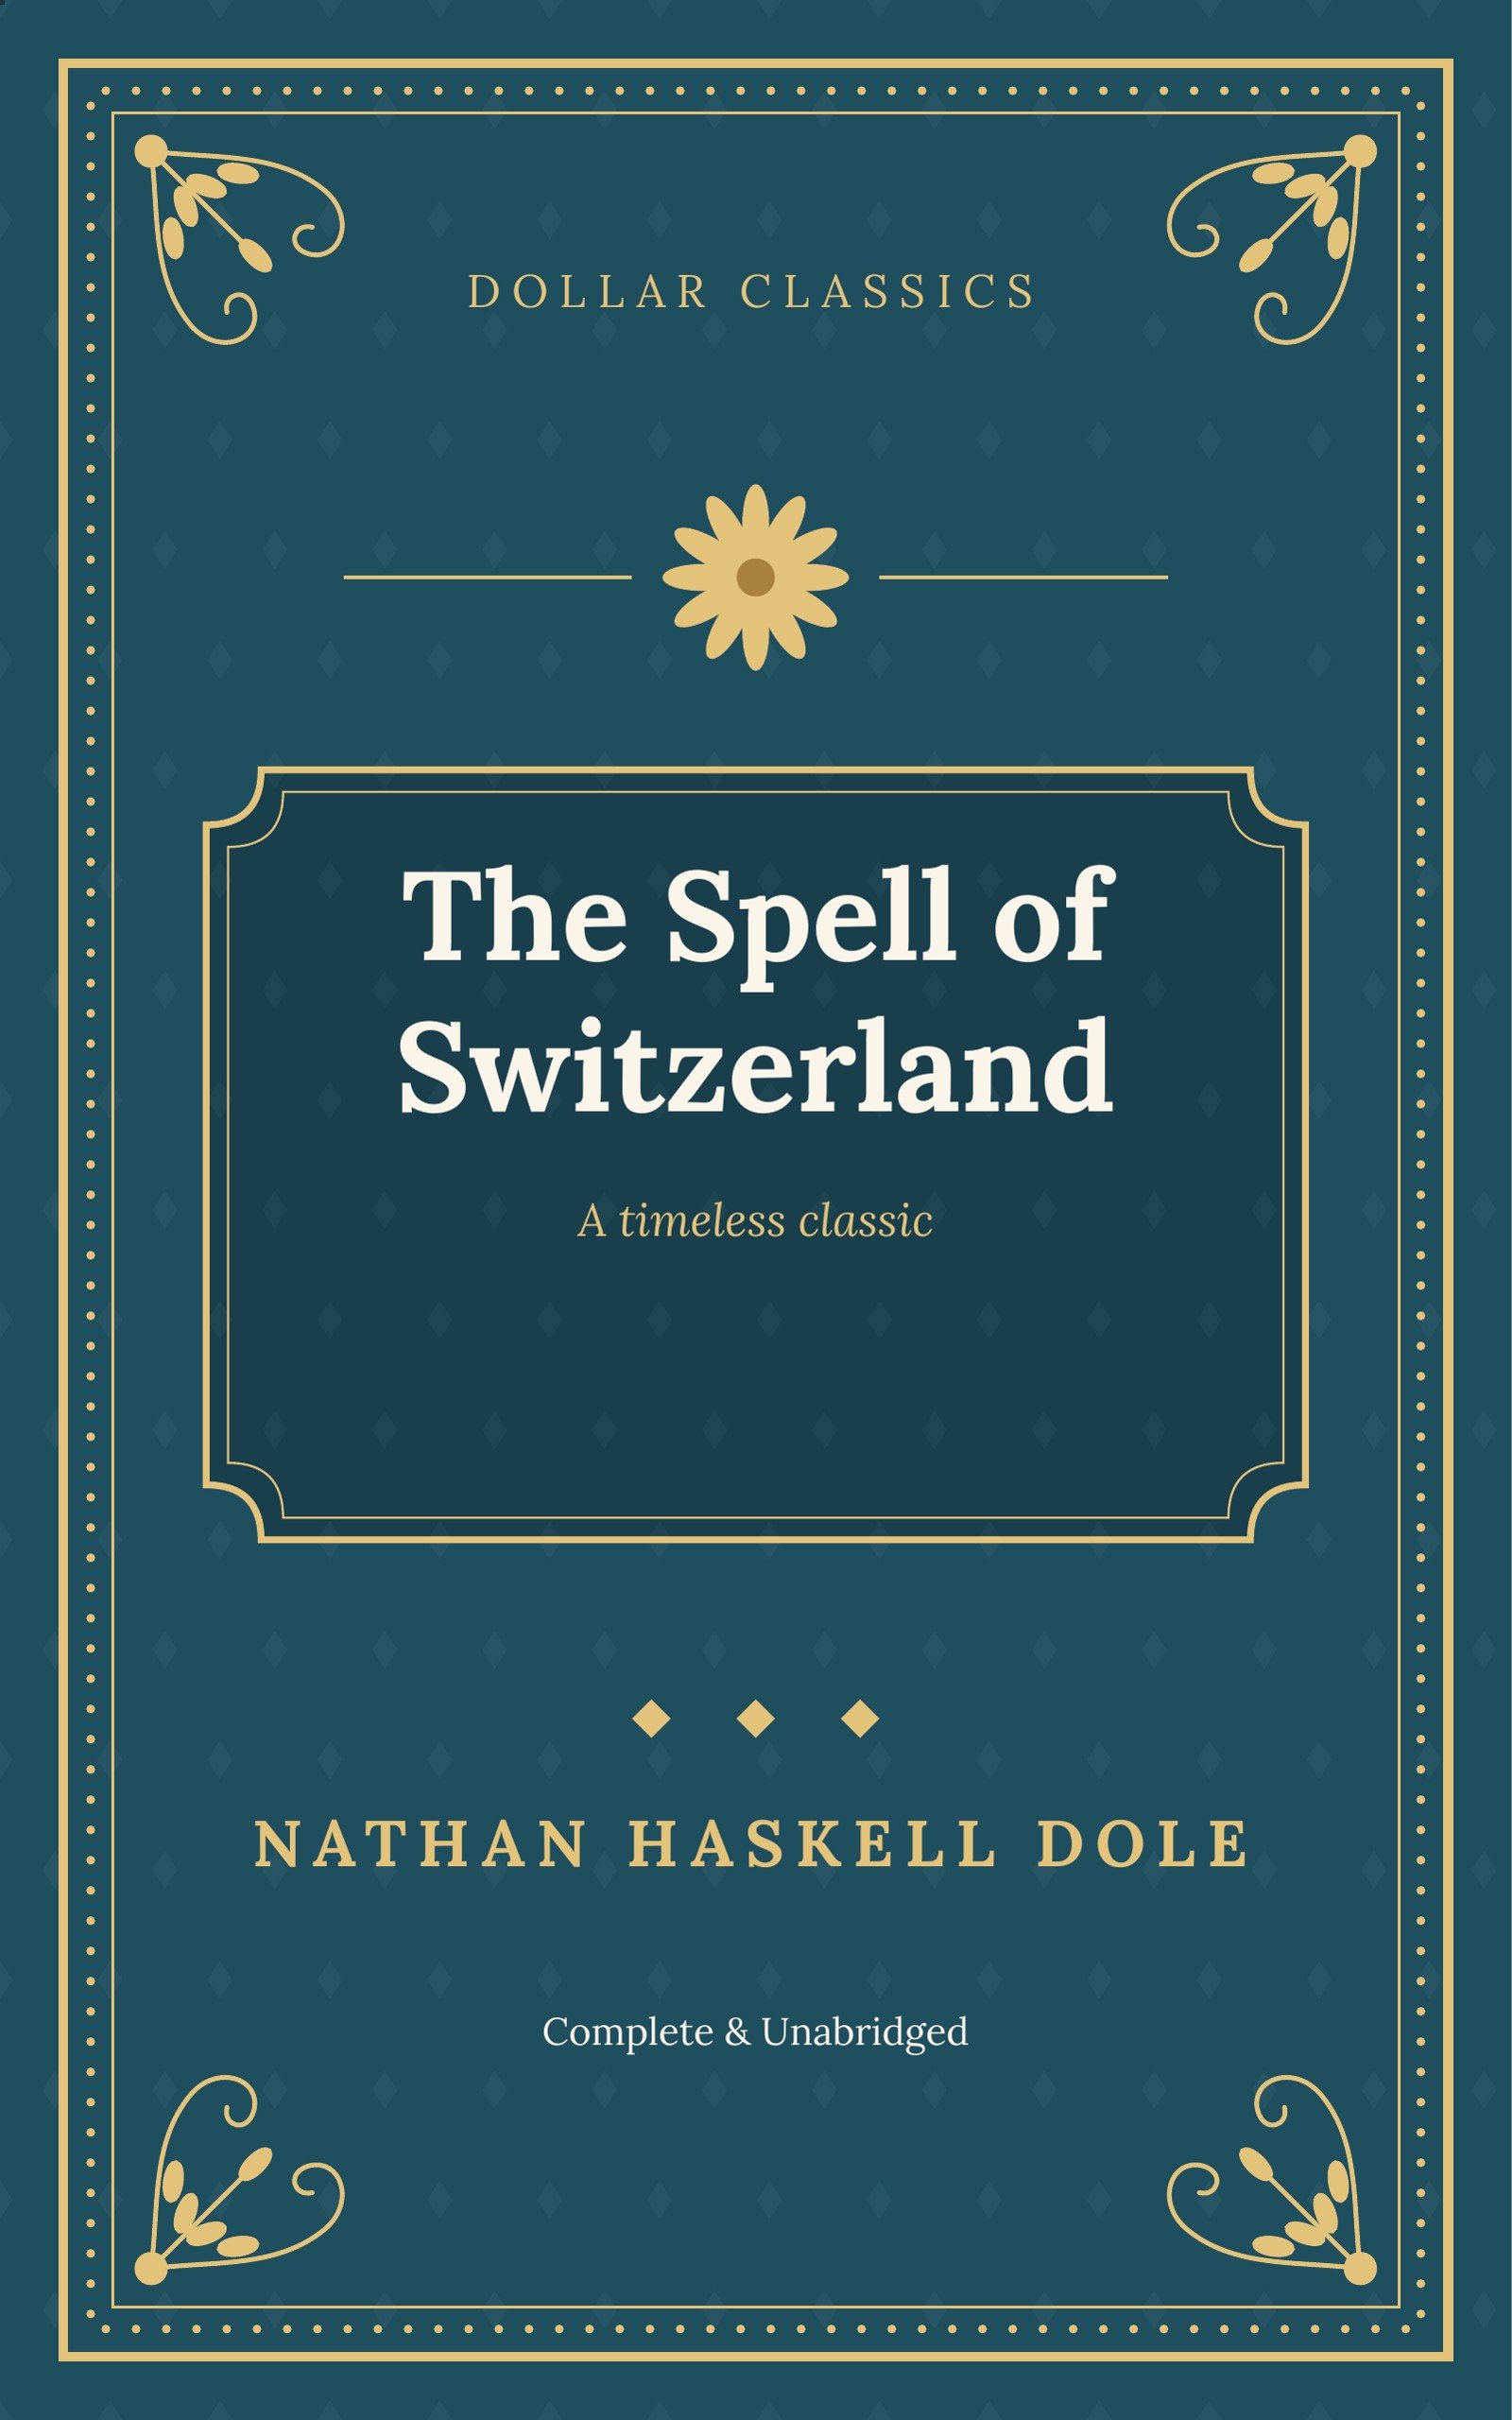 DOLLAR CLASSICS
The Spell of
Switzerland
A timeless classic
NATHAN HASKELL DOLE
Complete & Unabridged